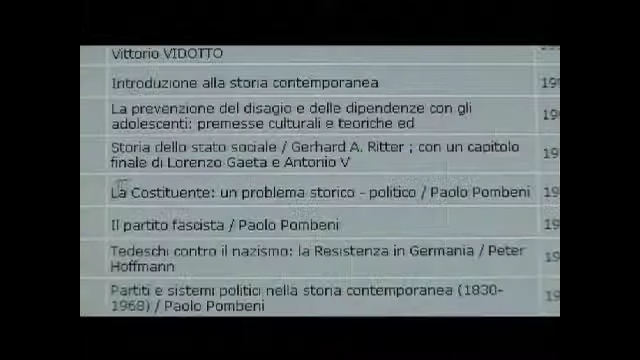 Vittorio VIDOTTO
Introduzione alla storia contemporanea
La prevenzione del disagio e delle dipendenze con gli
adolescenti: premesse culturali e teoriche ed
Storia dello stato sociale / Gerhard A. Ritter ; con un capitolo
finale di Lorenzo Gaeta e Antonio V
La Costituente: un problema storico - politico / Paolo Pombeni
Il partito fascista / Paolo Pombeni
Tedeschi contro il nazismo: la Resistenza in Germania / Peter
Hoffmann
Partiti e sistemi politici nella storia contemporanea (1830-
1968) / Paolo Pombeni